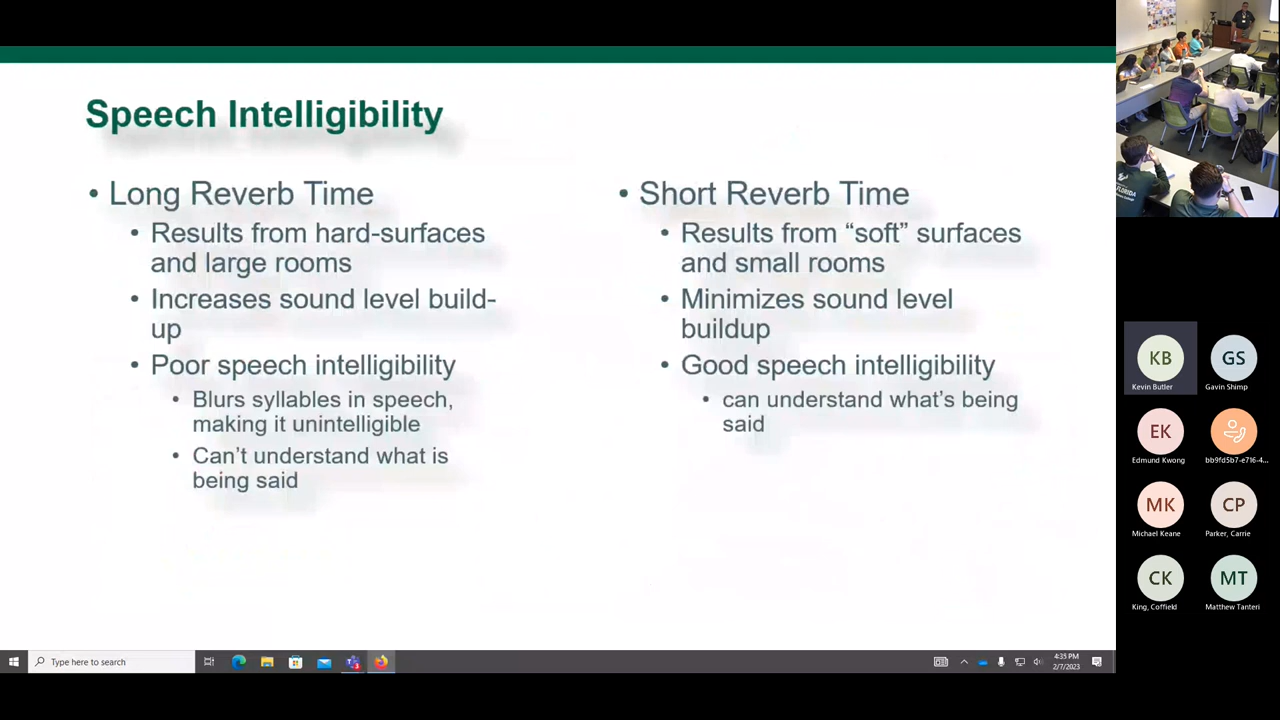 Speech Intelligibility
• Long Reverb Time
• Results from hard-surfaces
and large rooms
• Increases sound level build-
up
• Poor speech intelligibility
• Blurs syllables in speech,
making it unintelligible
• Can't understand what is
being said
• Short Reverb Time
• Results from “soft” surfaces
and small rooms
• Minimizes sound level
buildup
• Good speech intelligibility
• can understand what's being
said
KB
Kevin Butler
GS
Gavin Shimp
EK
Edmund Kwong
bb9fd5b7-e716-4...
MK
Michael Keane
CP
Parker, Carrie
CK
King, Coffield
MT
Matthew Tanteri
Type here to search
4:35 PM
2/7/2023